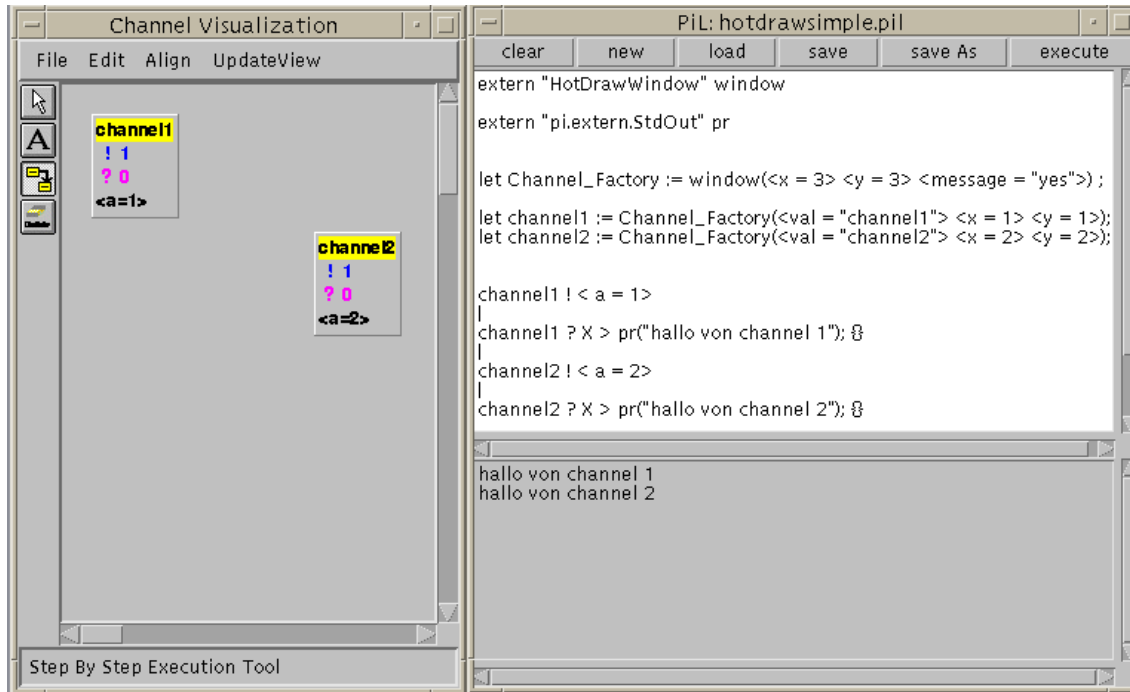 Channel Visualization
File Edit Align UpdateView
A
channel1
! 1
? 0
<a=1>
channel2
! 1
? 0
<a=2>
Step By Step Execution Tool
PiL: hotdrawsimple.pil
clear new load save save As execute
extern "HotDrawWindow" window
extern "pi.extern.StdOut" pr
let Channel_Factory := window(<x = 3> <y = 3> <message = "yes">) ;
let channel1 := Channel_Factory(<val = "channel1"> <x = 1> <y = 1>);
let channel2 := Channel_Factory(<val = "channel2"> <x = 2> <y = 2>);
channel1 ! < a = 1>
|
channel1 ? X > pr("hallo von channel 1"); {}
|
channel2 ! < a = 2>
|
channel2 ? X > pr("hallo von channel 2"); {}
hallo von channel 1
hallo von channel 2